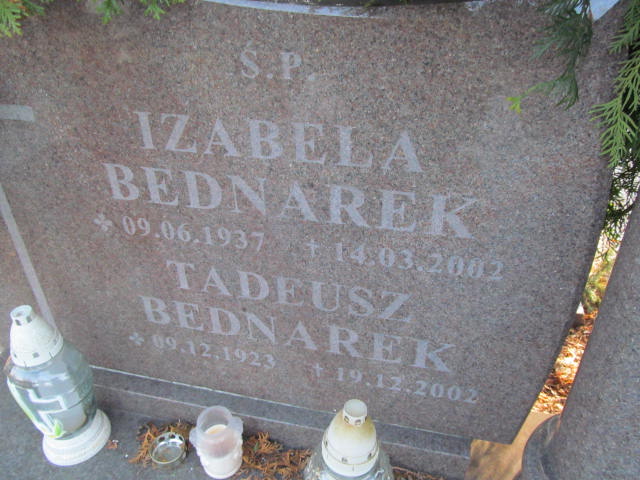 Ś.P.
IZABELA
BEDNAREK
09.06.1937 † 14.03.2002
TADEUSZ
BEDNAREK
09.12.1923 † 19.12.2002